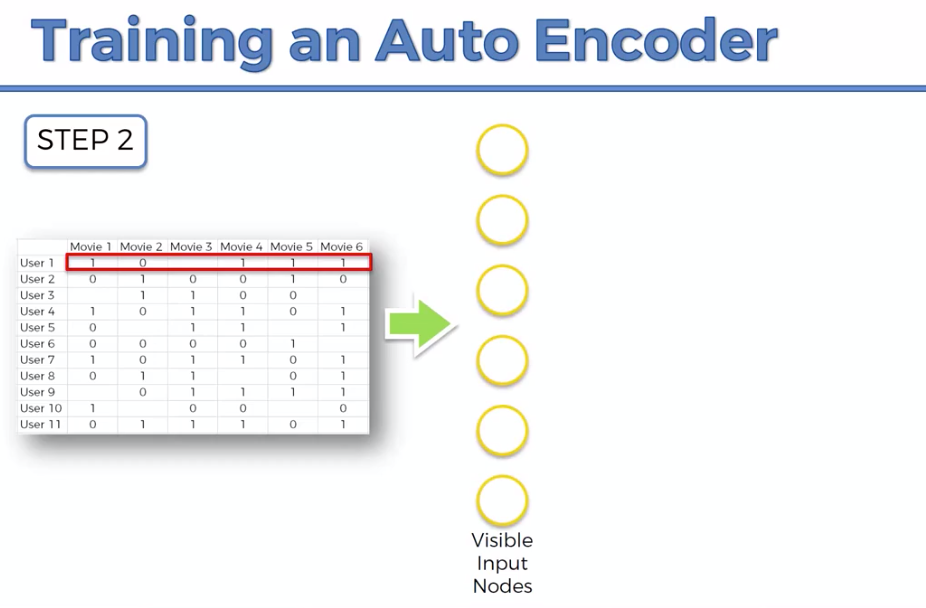 Training an Auto Encoder
STEP 2
Movie 1 Movie 2 Movie 3 Movie 4 Movie 5 Movie 6
User 1 1 0 1 1 1
User 2 0 1 0 0 1 0
User 3 1 1 0 0
User 4 1 0 1 1 0 1
User 5 0 1 1 1
User 6 0 0 0 0 1
User 7 1 0 1 1 0 1
User 8 0 1 1 0 1
User 9 0 1 1 1 1
User 10 1 0 0 0
User 11 0 1 1 1 0 1
Visible
Input
Nodes